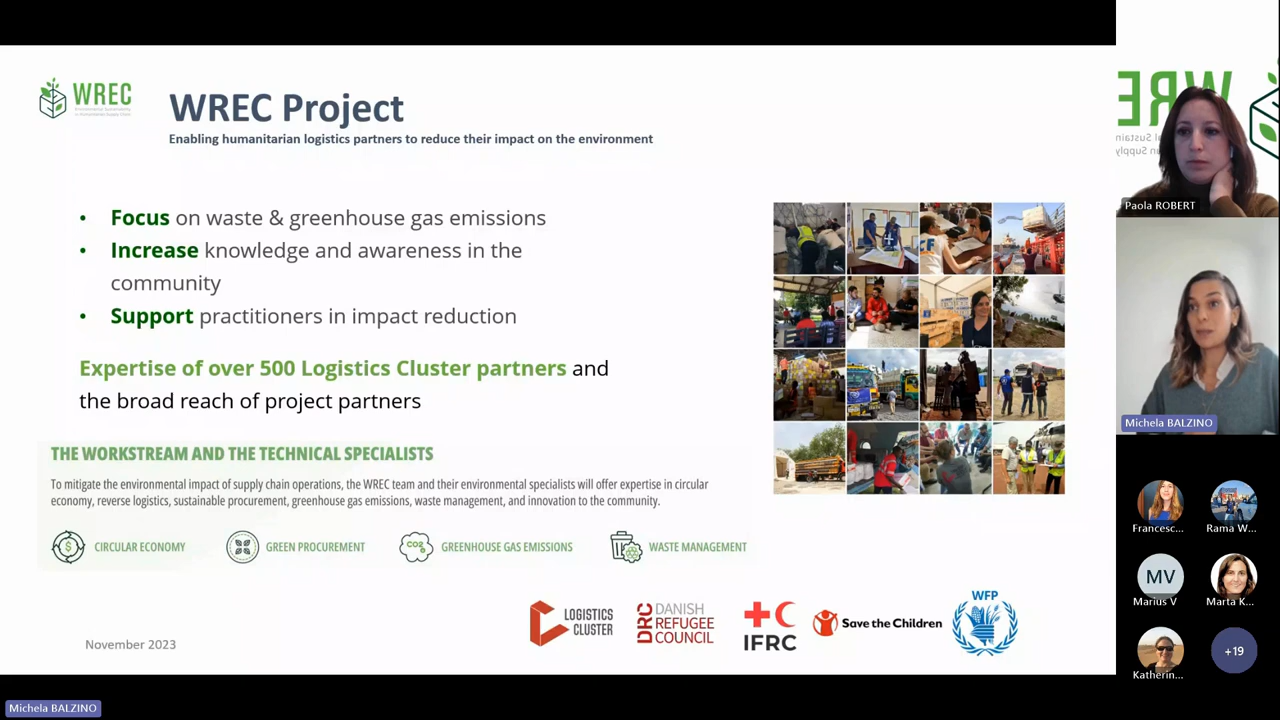 WREC
WREC Project
Enabling humanitarian logistics partners to reduce their impact on the environment
• Focus on waste & greenhouse gas emissions
• Increase knowledge and awareness in the
community
• Support practitioners in impact reduction
Expertise of over 500 Logistics Cluster partners and
the broad reach of project partners
THE WORKSTREAM AND THE TECHNICAL SPECIALISTS
To mitigate the environmental impact of supply chain operations, the WREC team and their environmental specialists will offer expertise in circular
economy, reverse logistics, sustainable procurement, greenhouse gas emissions, waste management, and innovation to the community.
$ CIRCULAR ECONOMY
GREEN PROCUREMENT
CO2 GREENHOUSE GAS EMISSIONS
WASTE MANAGEMENT
November 2023
LOGISTICS
CLUSTER
DRC DANISH
REFUGEE
COUNCIL
IFRC
Save the Children
WFP
Paola ROBERT
Michela BALZINO
Francesc...
Rama W...
MV
Marius V
Marta K...
Katherin...
+19
Michela BALZINO